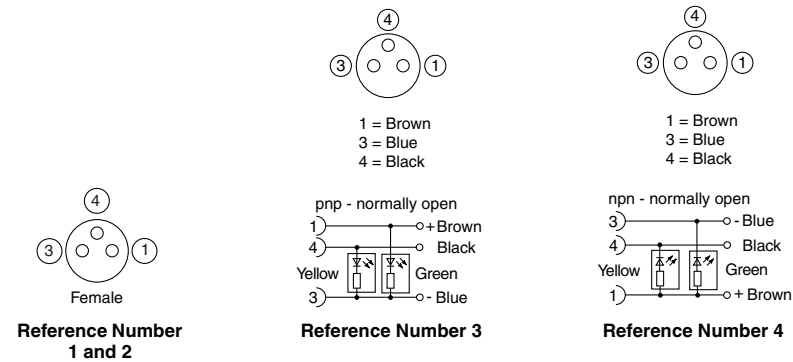 4
3
1
Female
Reference Number
1 and 2
4
3
1
1 = Brown
3 = Blue
4 = Black
pnp - normally open
1
+ Brown
4
Black
Yellow
Green
3
- Blue
Reference Number 3
4
3
1
1 = Brown
3 = Blue
4 = Black
npn - normally open
3
- Blue
4
Black
Yellow
Green
1
+ Brown
Reference Number 4